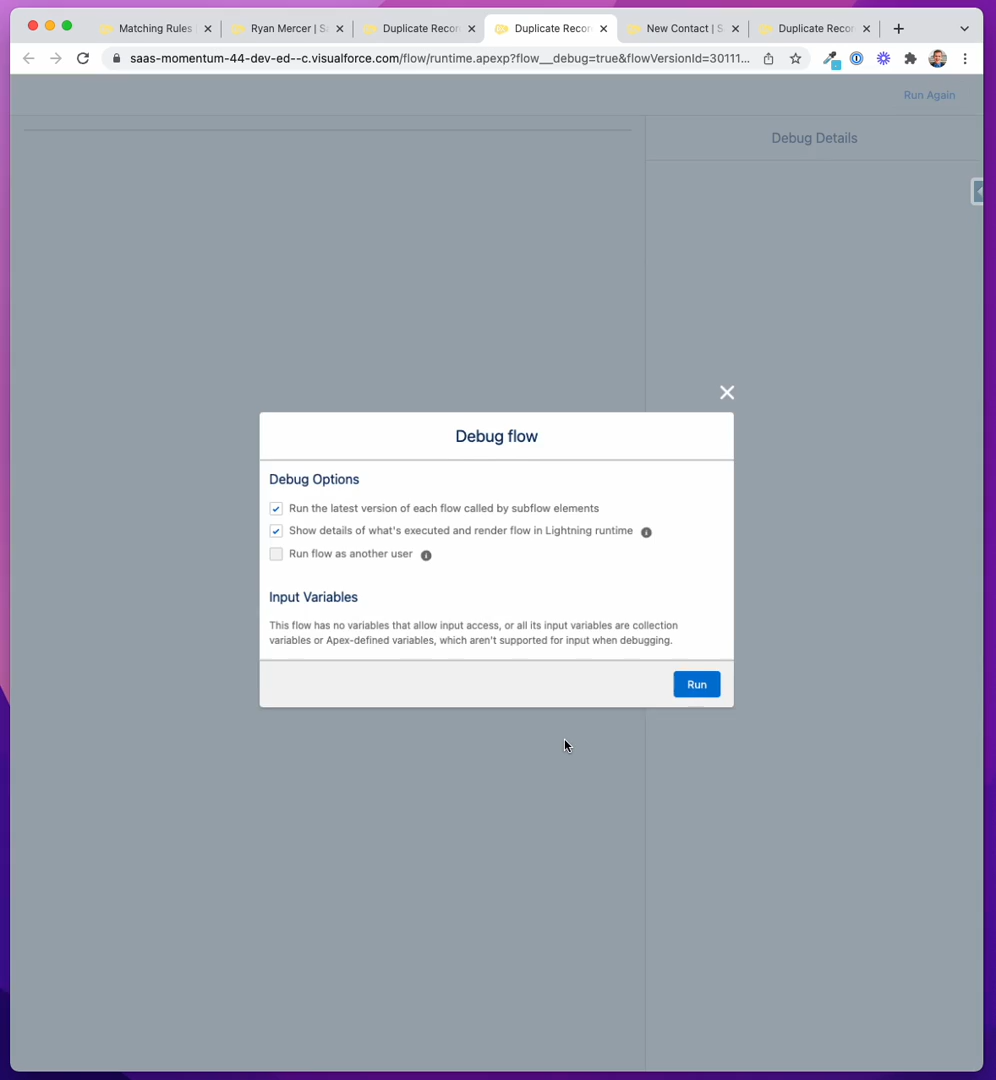 Matching Rules
Ryan Mercer | S
Duplicate Recor
Duplicate Recor
New Contact | S
Duplicate Recor
saas-momentum-44-dev-ed--c.visualforce.com/flow/runtime.apexp?flow__debug=true&flowVersionId=30111...
Run Again
Debug Details
Debug flow
Debug Options
Run the latest version of each flow called by subflow elements
Show details of what's executed and render flow in Lightning runtime
Run flow as another user
Input Variables
This flow has no variables that allow input access, or all its input variables are collection
variables or Apex-defined variables, which aren't supported for input when debugging.
Run